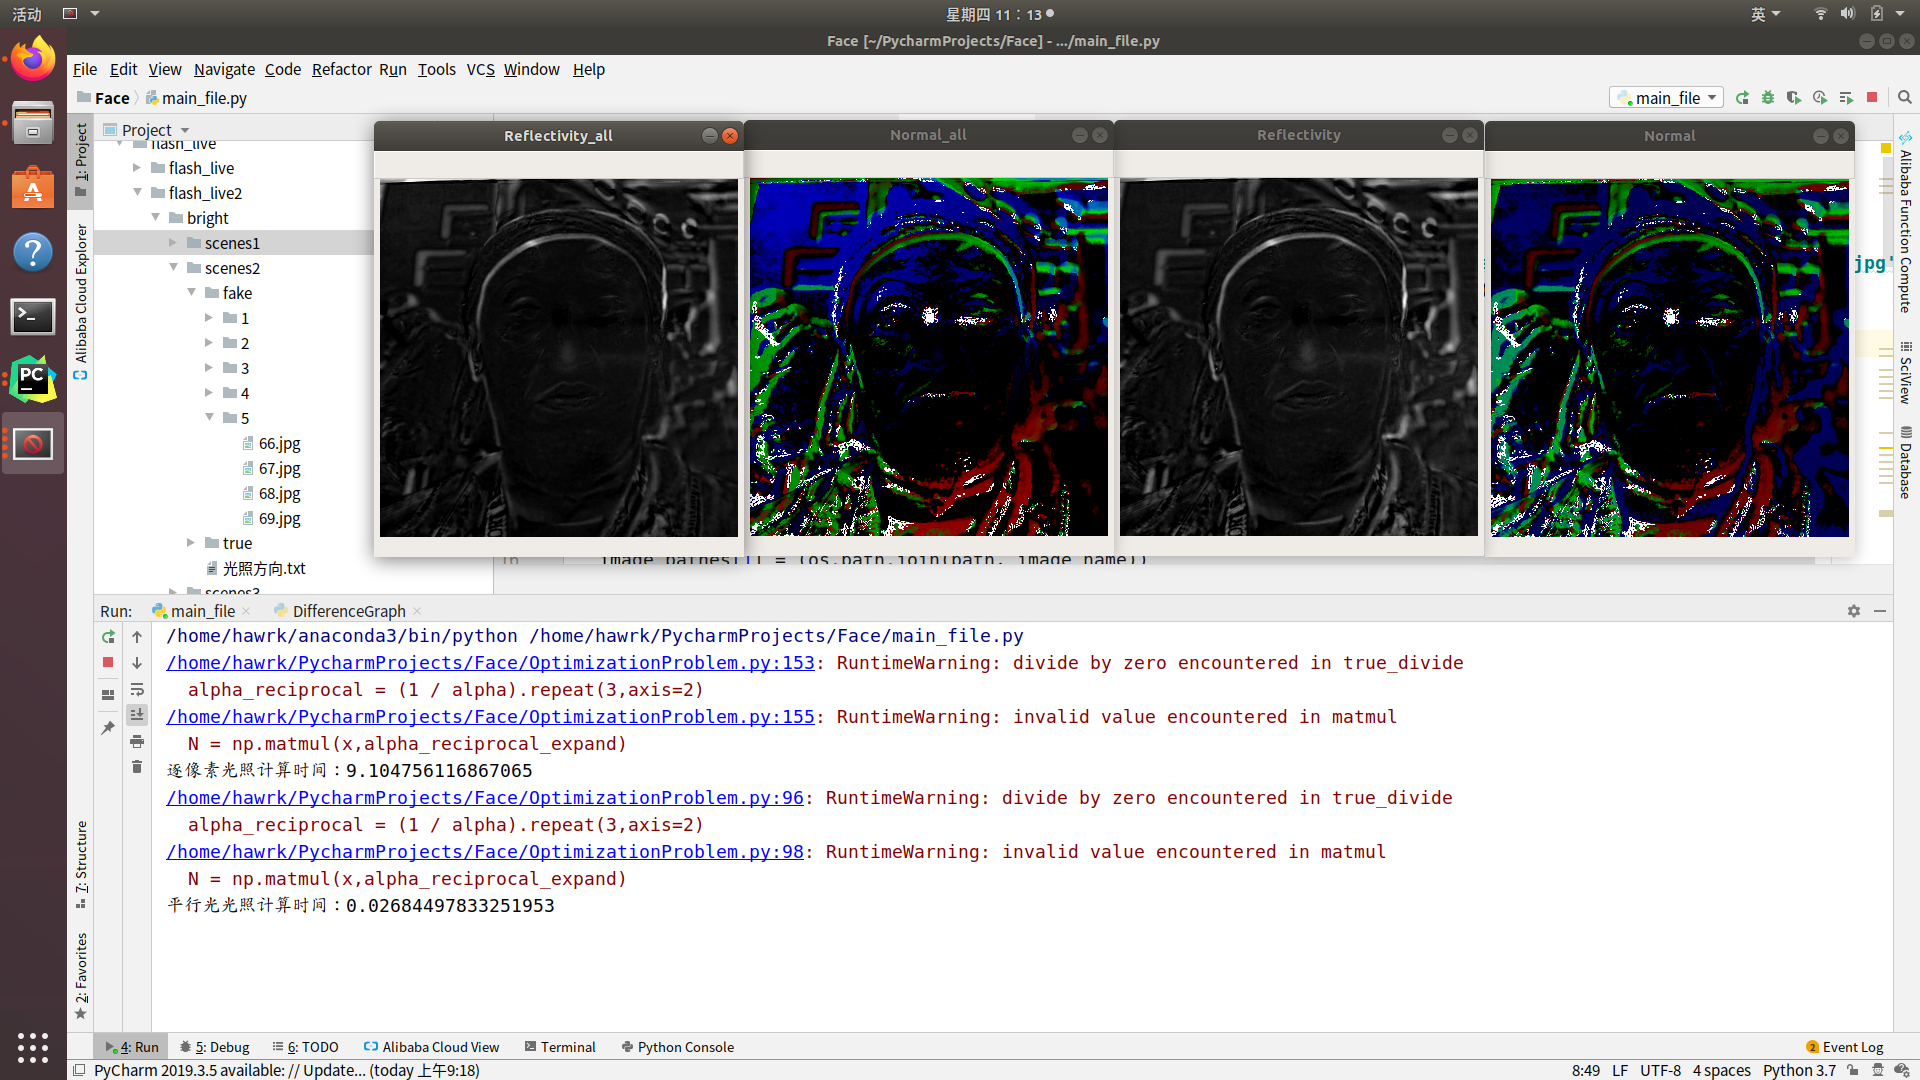 活动
星期四 11：13
英
Face [~/PycharmProjects/Face] - .../main_file.py
File Edit View Navigate Code Refactor Run Tools VCS Window Help
Face main_file.py
main_file
1: Project
Project
flash_live
flash_live
flash_live2
bright
scenes1
scenes2
fake
1
2
3
4
5
66.jpg
67.jpg
68.jpg
69.jpg
true
光照方向.txt
scenes3
Alibaba Cloud Explorer
Reflectivity_all
Normal_all
Reflectivity
Normal
jpg'
16 image_pathes[i] = (os.path.join(path, image_name))
Alibaba Function Compute
SciView
Database
Run: main_file DifferenceGraph
/home/hawrk/anaconda3/bin/python /home/hawrk/PycharmProjects/Face/main_file.py
/home/hawrk/PycharmProjects/Face/OptimizationProblem.py:153: RuntimeWarning: divide by zero encountered in true_divide
alpha_reciprocal = (1 / alpha).repeat(3,axis=2)
/home/hawrk/PycharmProjects/Face/OptimizationProblem.py:155: RuntimeWarning: invalid value encountered in matmul
N = np.matmul(x,alpha_reciprocal_expand)
逐像素光照计算时间：9.104756116867065
/home/hawrk/PycharmProjects/Face/OptimizationProblem.py:96: RuntimeWarning: divide by zero encountered in true_divide
alpha_reciprocal = (1 / alpha).repeat(3,axis=2)
/home/hawrk/PycharmProjects/Face/OptimizationProblem.py:98: RuntimeWarning: invalid value encountered in matmul
N = np.matmul(x,alpha_reciprocal_expand)
平行光光照计算时间：0.02684497833251953
7: Structure
2: Favorites
4: Run 5: Debug 6: TODO Alibaba Cloud View Terminal Python Console 2 Event Log
PyCharm 2019.3.5 available: // Update... (today 上午9:18) 8:49 LF UTF-8 4 spaces Python 3.7